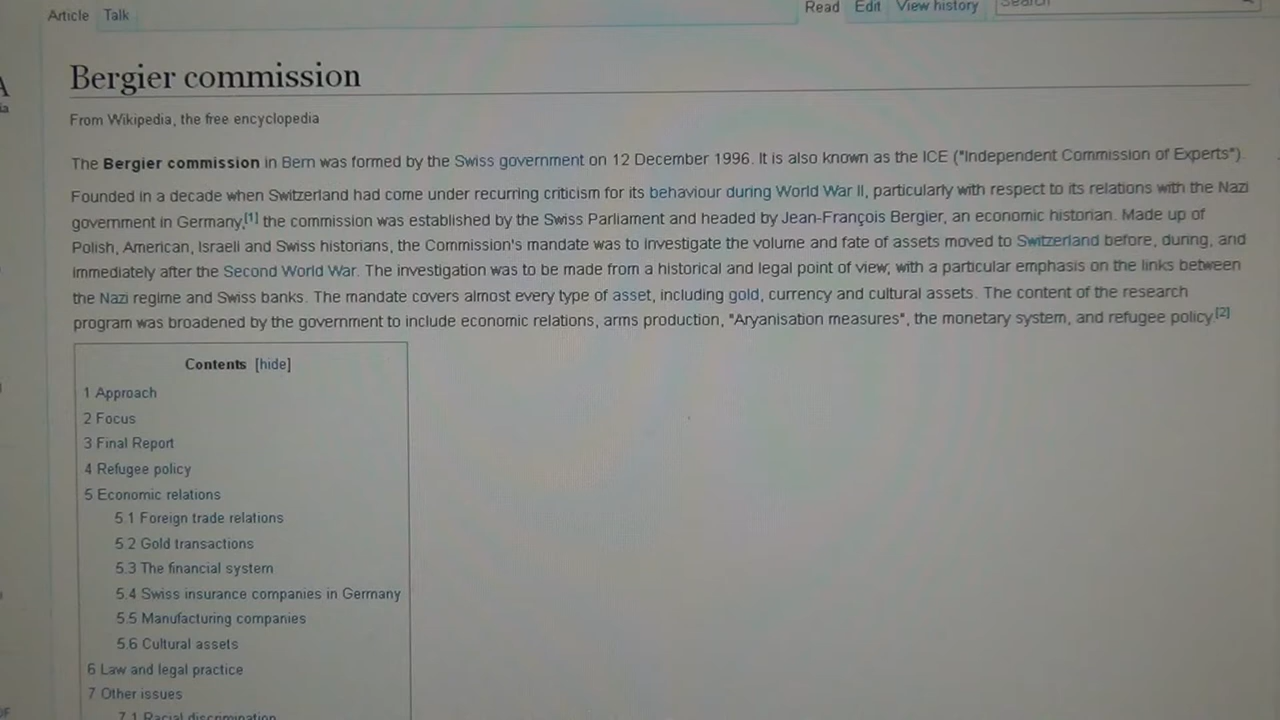 Article Talk Read Edit View history Search
Bergier commission
From Wikipedia, the free encyclopedia
The Bergier commission in Bern was formed by the Swiss government on 12 December 1996. It is also known as the ICE ("Independent Commission of Experts").
Founded in a decade when Switzerland had come under recurring criticism for its behaviour during World War II, particularly with respect to its relations with the Nazi
government in Germany,[1] the commission was established by the Swiss Parliament and headed by Jean-François Bergier, an economic historian. Made up of
Polish, American, Israeli and Swiss historians, the Commission's mandate was to investigate the volume and fate of assets moved to Switzerland before, during, and
immediately after the Second World War. The investigation was to be made from a historical and legal point of view, with a particular emphasis on the links between
the Nazi regime and Swiss banks. The mandate covers almost every type of asset, including gold, currency and cultural assets. The content of the research
program was broadened by the government to include economic relations, arms production, "Aryanisation measures", the monetary system, and refugee policy.[2]
Contents [hide]
1 Approach
2 Focus
3 Final Report
4 Refugee policy
5 Economic relations
5.1 Foreign trade relations
5.2 Gold transactions
5.3 The financial system
5.4 Swiss insurance companies in Germany
5.5 Manufacturing companies
5.6 Cultural assets
6 Law and legal practice
7 Other issues
7.1 Racial discrimination